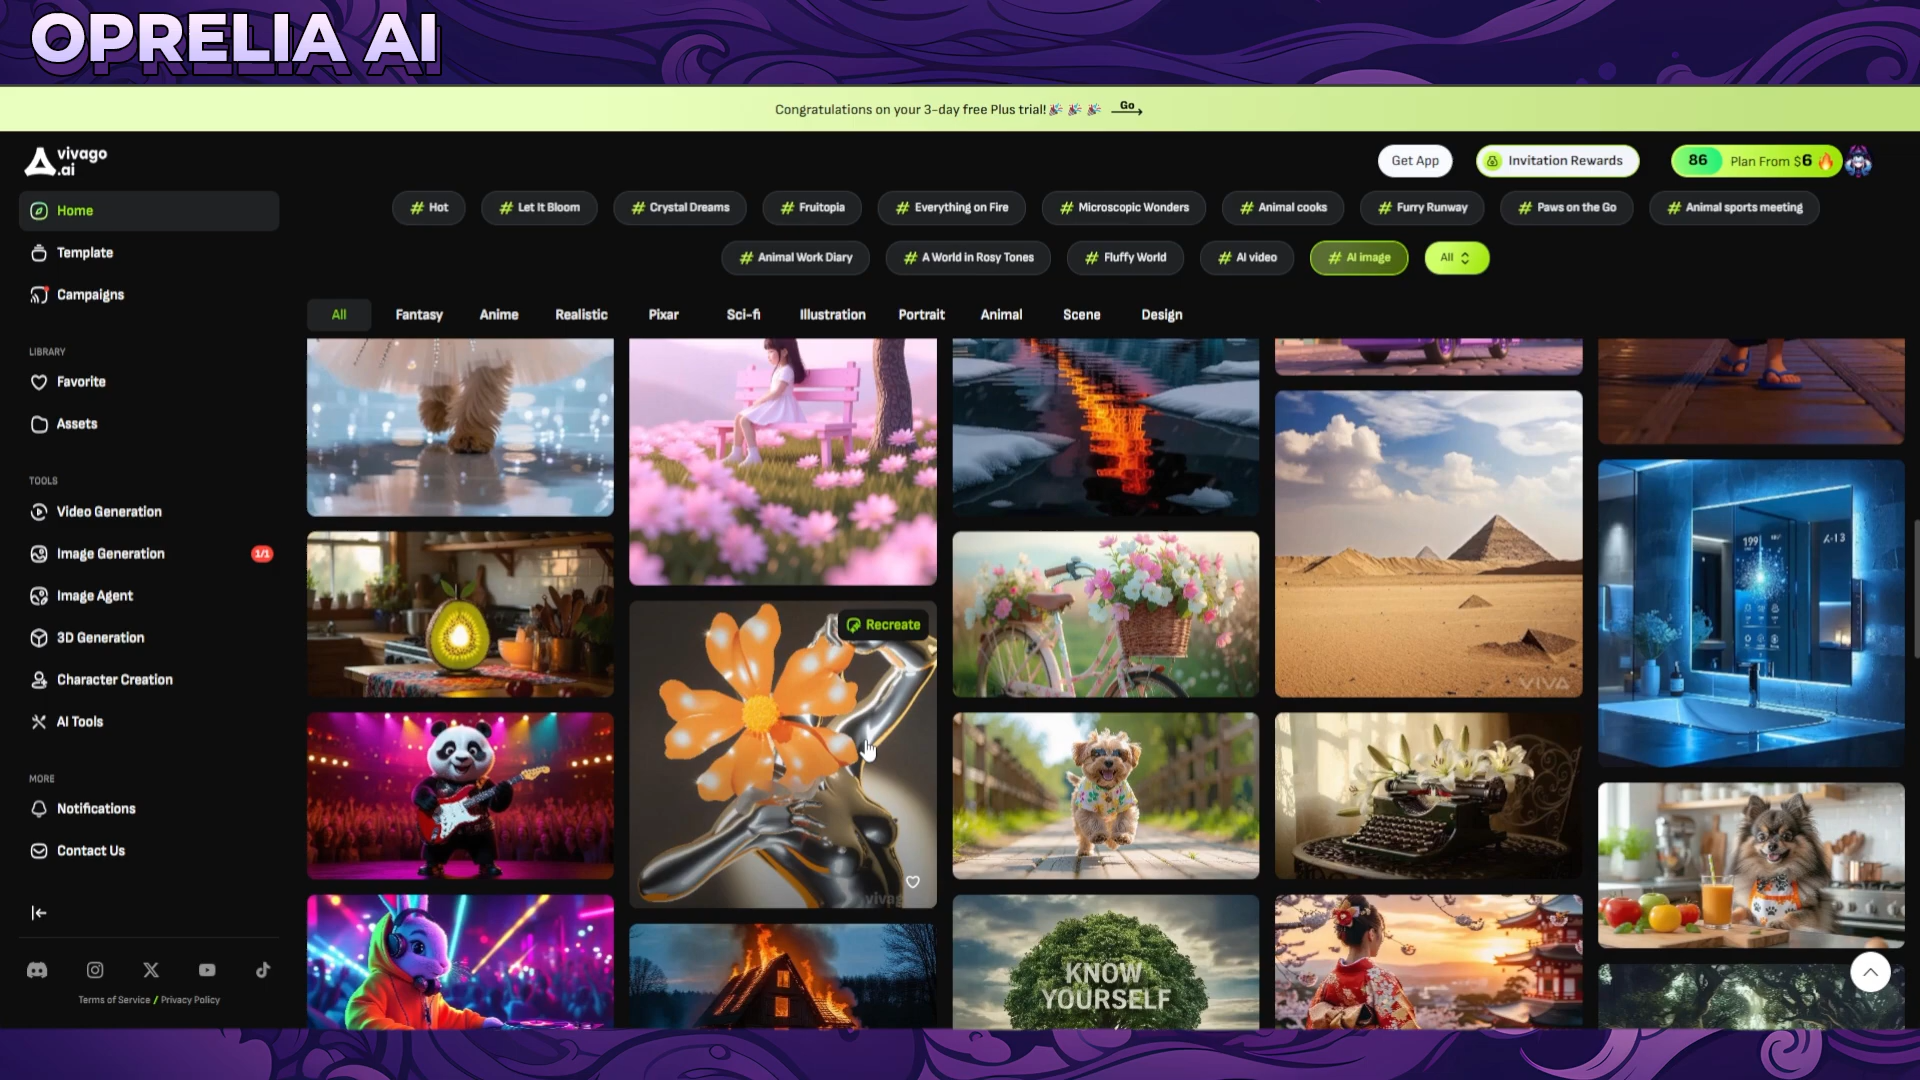 OPRELIA AI
Congratulations on your 3-day free Plus trial! Go
vivago
.ai
Get App
Invitation Rewards
86 Plan From $6
Home
Template
Campaigns
LIBRARY
Favorite
Assets
TOOLS
Video Generation
Image Generation 1/1
Image Agent
3D Generation
Character Creation
AI Tools
MORE
Notifications
Contact Us
Terms of Service / Privacy Policy
# Hot
# Let It Bloom
# Crystal Dreams
# Fruitopia
# Everything on Fire
# Microscopic Wonders
# Animal cooks
# Furry Runway
# Paws on the Go
# Animal sports meeting
# Animal Work Diary
# A World in Rosy Tones
# Fluffy World
# AI video
# AI image
All
All Fantasy Anime Realistic Pixar Sci-fi Illustration Portrait Animal Scene Design
Recreate
vivag
VIVA
199
KNOW
YOURSELF